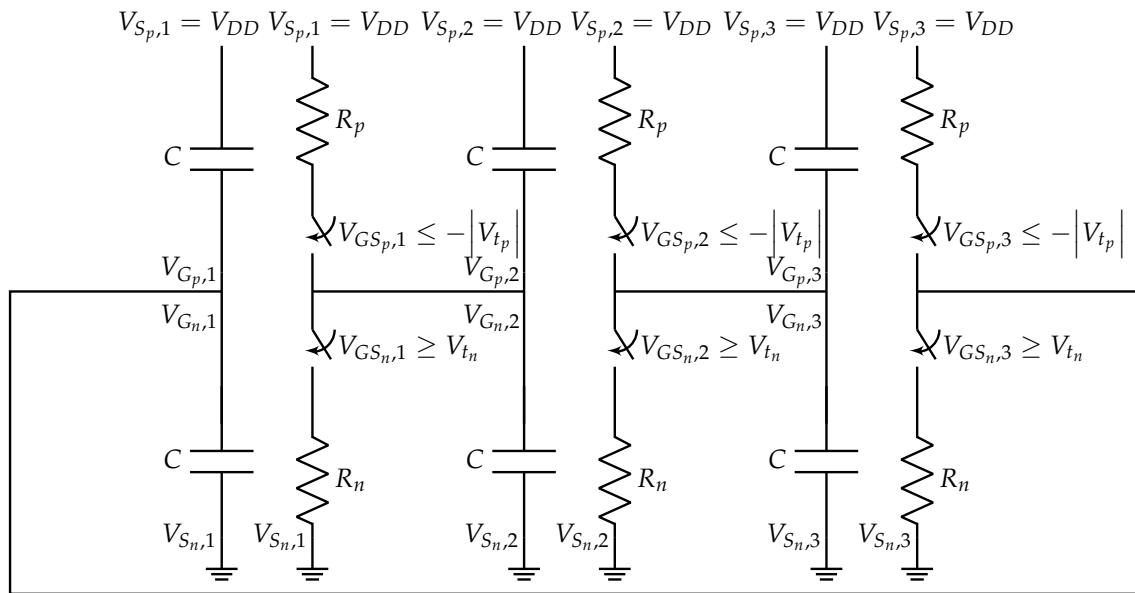 V_{S_p,1} = V_{DD} V_{S_p,1} = V_{DD} V_{S_p,2} = V_{DD} V_{S_p,2} = V_{DD} V_{S_p,3} = V_{DD} V_{S_p,3} = V_{DD}
R_p R_p R_p
C C C
V_{GS_p,1} ≤ −|V_{t_p}| V_{GS_p,2} ≤ −|V_{t_p}| V_{GS_p,3} ≤ −|V_{t_p}|
V_{G_p,1} V_{G_p,2} V_{G_p,3}
V_{G_n,1} V_{G_n,2} V_{G_n,3}
V_{GS_n,1} ≥ V_{t_n} V_{GS_n,2} ≥ V_{t_n} V_{GS_n,3} ≥ V_{t_n}
C C C
R_n R_n R_n
V_{S_n,1} V_{S_n,1} V_{S_n,2} V_{S_n,2} V_{S_n,3} V_{S_n,3}